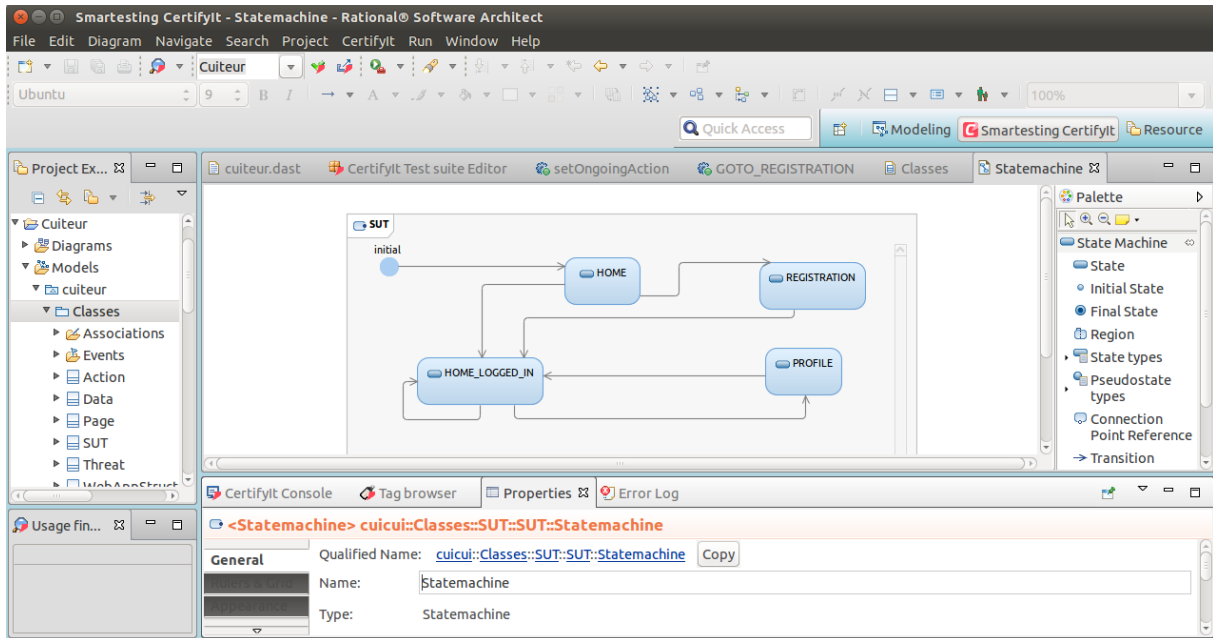 Smartesting CertifyIt - Statemachine - Rational® Software Architect
File Edit Diagram Navigate Search Project CertifyIt Run Window Help
Cuiteur
Ubuntu 9 B I A 100%
Quick Access Modeling Smartesting CertifyIt Resource
Project Ex...
cuiteur.dast CertifyIt Test suite Editor setOngoingAction GOTO_REGISTRATION Classes Statemachine
Cuiteur
Diagrams
Models
cuiteur
Classes
Associations
Events
Action
Data
Page
SUT
Threat
WebAppStruct
SUT
initial
HOME
REGISTRATION
HOME_LOGGED_IN
PROFILE
Palette
State Machine
State
Initial State
Final State
Region
State types
Pseudostate
types
Connection
Point Reference
Transition
Usage fin...
CertifyIt Console Tag browser Properties Error Log
<Statemachine> cuicui::Classes::SUT::SUT::Statemachine
General
Rulers & Grid
Appearance
Qualified Name: cuicui::Classes::SUT::SUT::Statemachine Copy
Name: Statemachine
Type: Statemachine